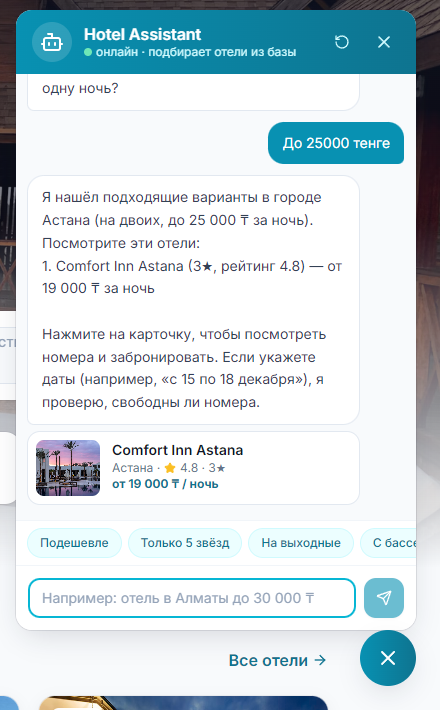 Hotel Assistant
онлайн · подбирает отели из базы
одну ночь?
До 25000 тенге
Я нашёл подходящие варианты в городе
Астана (на двоих, до 25 000 ₸ за ночь).
Посмотрите эти отели:
1. Comfort Inn Astana (3★, рейтинг 4.8) — от
19 000 ₸ за ночь
Нажмите на карточку, чтобы посмотреть
номера и забронировать. Если укажете
даты (например, «с 15 по 18 декабря»), я
проверю, свободны ли номера.
Comfort Inn Astana
Астана · ⭐ 4.8 · 3★
от 19 000 ₸ / ночь
Подешевле
Только 5 звёзд
На выходные
С бассе
Например: отель в Алматы до 30 000 ₸
Все отели →